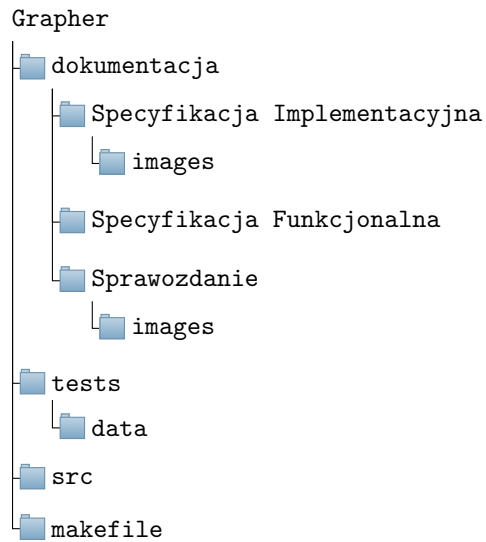 Grapher
dokumentacja
Specyfikacja Implementacyjna
images
Specyfikacja Funkcjonalna
Sprawozdanie
images
tests
data
src
makefile